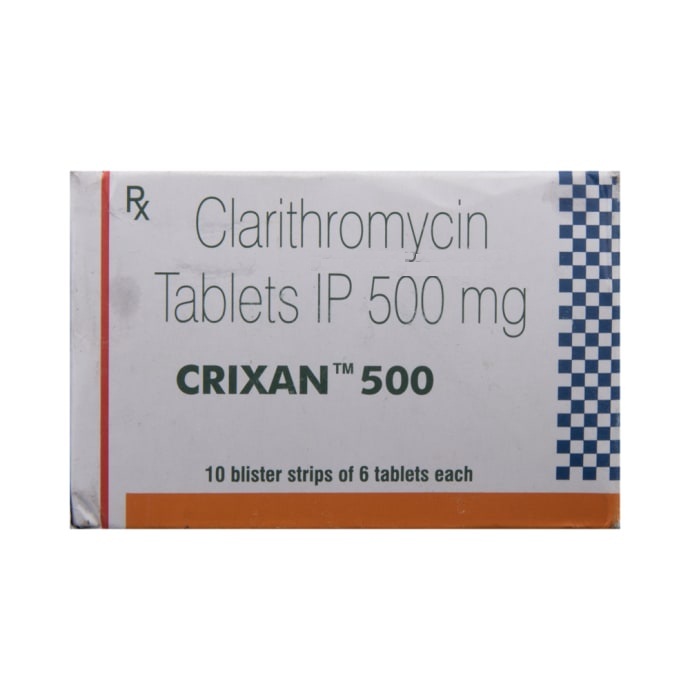 Rx
Clarithromycin
Tablets IP 500 mg
CRIXAN™ 500
10 blister strips of 6 tablets each